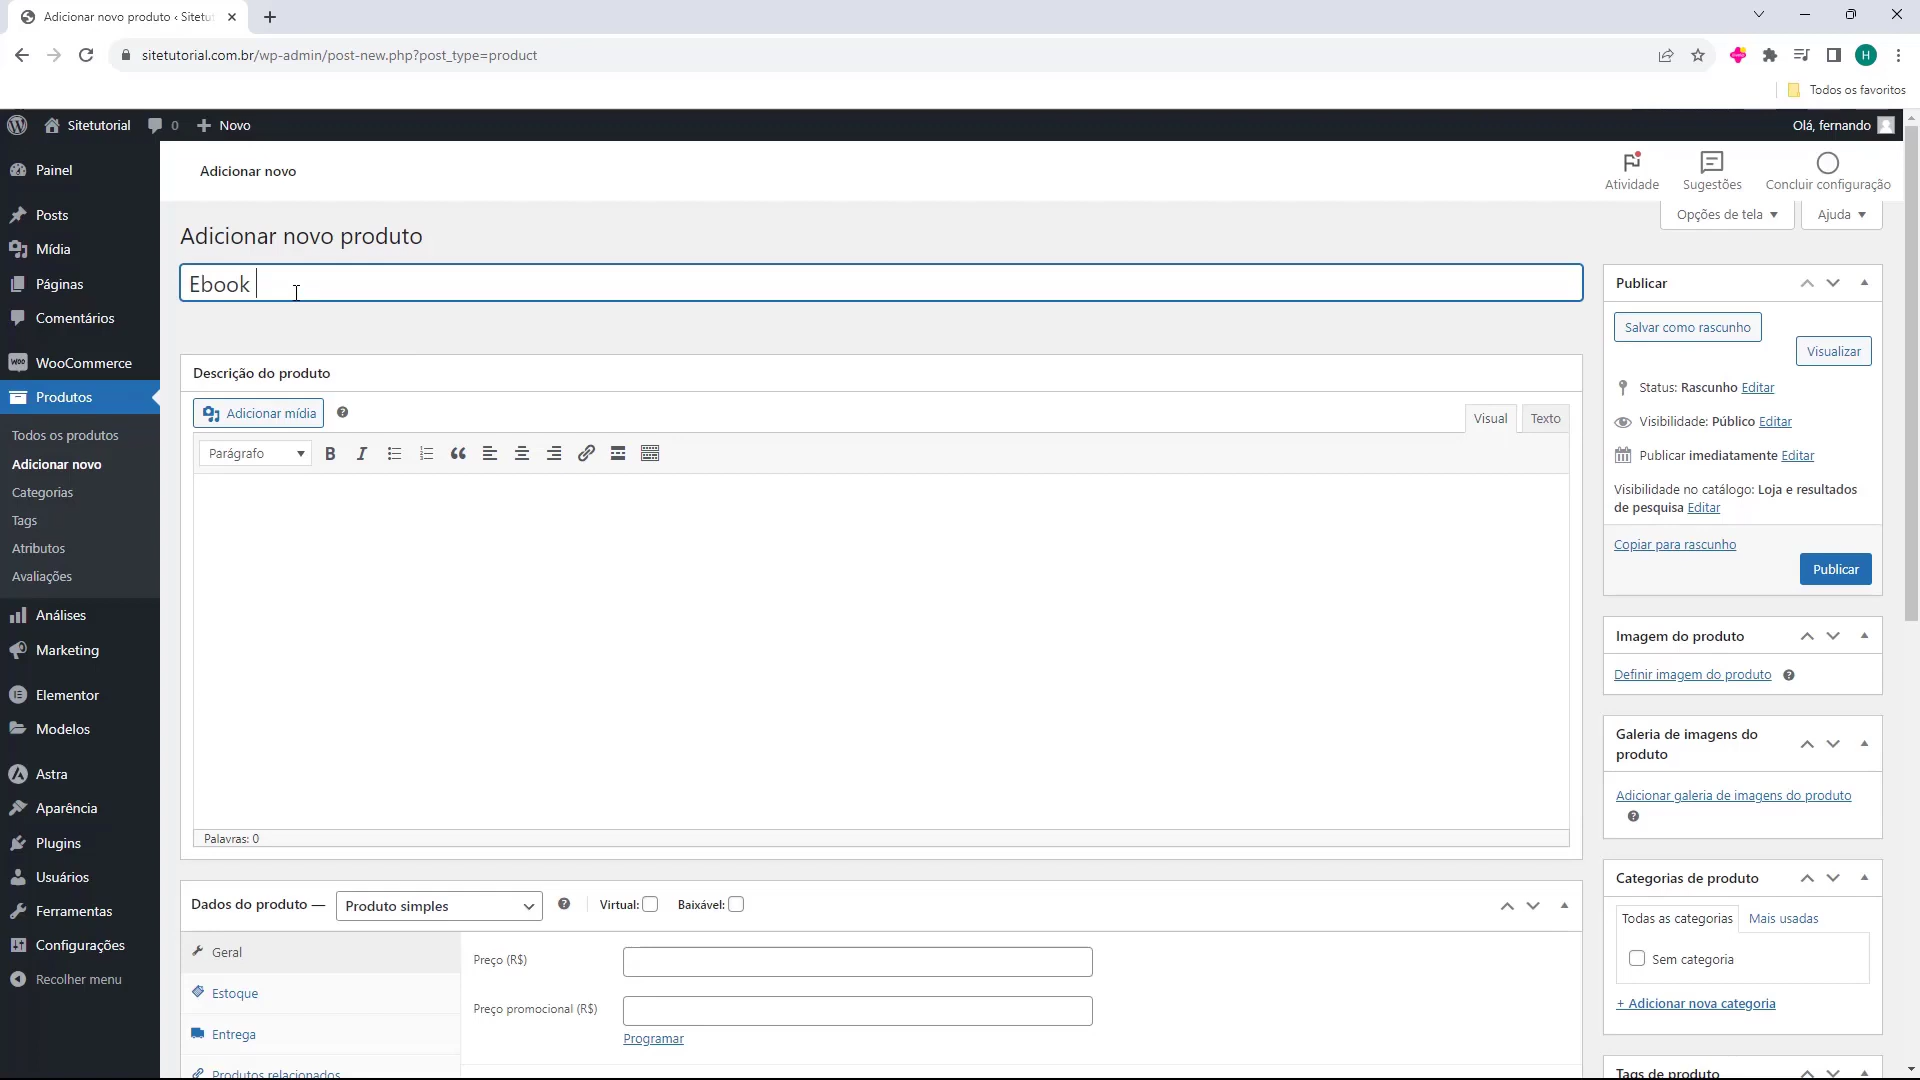 Adicionar novo produto ‹ Sitetut
sitetutorial.com.br/wp-admin/post-new.php?post_type=product
H
Todos os favoritos
Sitetutorial 0 Novo
Olá, fernando
Painel
Posts
Mídia
Páginas
Comentários
WooCommerce
Produtos
Todos os produtos
Adicionar novo
Categorias
Tags
Atributos
Avaliações
Análises
Marketing
Elementor
Modelos
Astra
Aparência
Plugins
Usuários
Ferramentas
Configurações
Recolher menu
Adicionar novo
Atividade
Sugestões
Concluir configuração
Opções de tela
Ajuda
Adicionar novo produto
Ebook
Descrição do produto
Adicionar mídia
Visual
Texto
Parágrafo
B I
Palavras: 0
Dados do produto —
Produto simples
Virtual:
Baixável:
Geral
Estoque
Entrega
Produtos relacionados
Preço (R$)
Preço promocional (R$)
Programar
Publicar
Salvar como rascunho
Visualizar
Status: Rascunho Editar
Visibilidade: Público Editar
Publicar imediatamente Editar
Visibilidade no catálogo: Loja e resultados
de pesquisa Editar
Copiar para rascunho
Publicar
Imagem do produto
Definir imagem do produto
Galeria de imagens do
produto
Adicionar galeria de imagens do produto
Categorias de produto
Todas as categorias
Mais usadas
Sem categoria
+ Adicionar nova categoria
Tags de produto